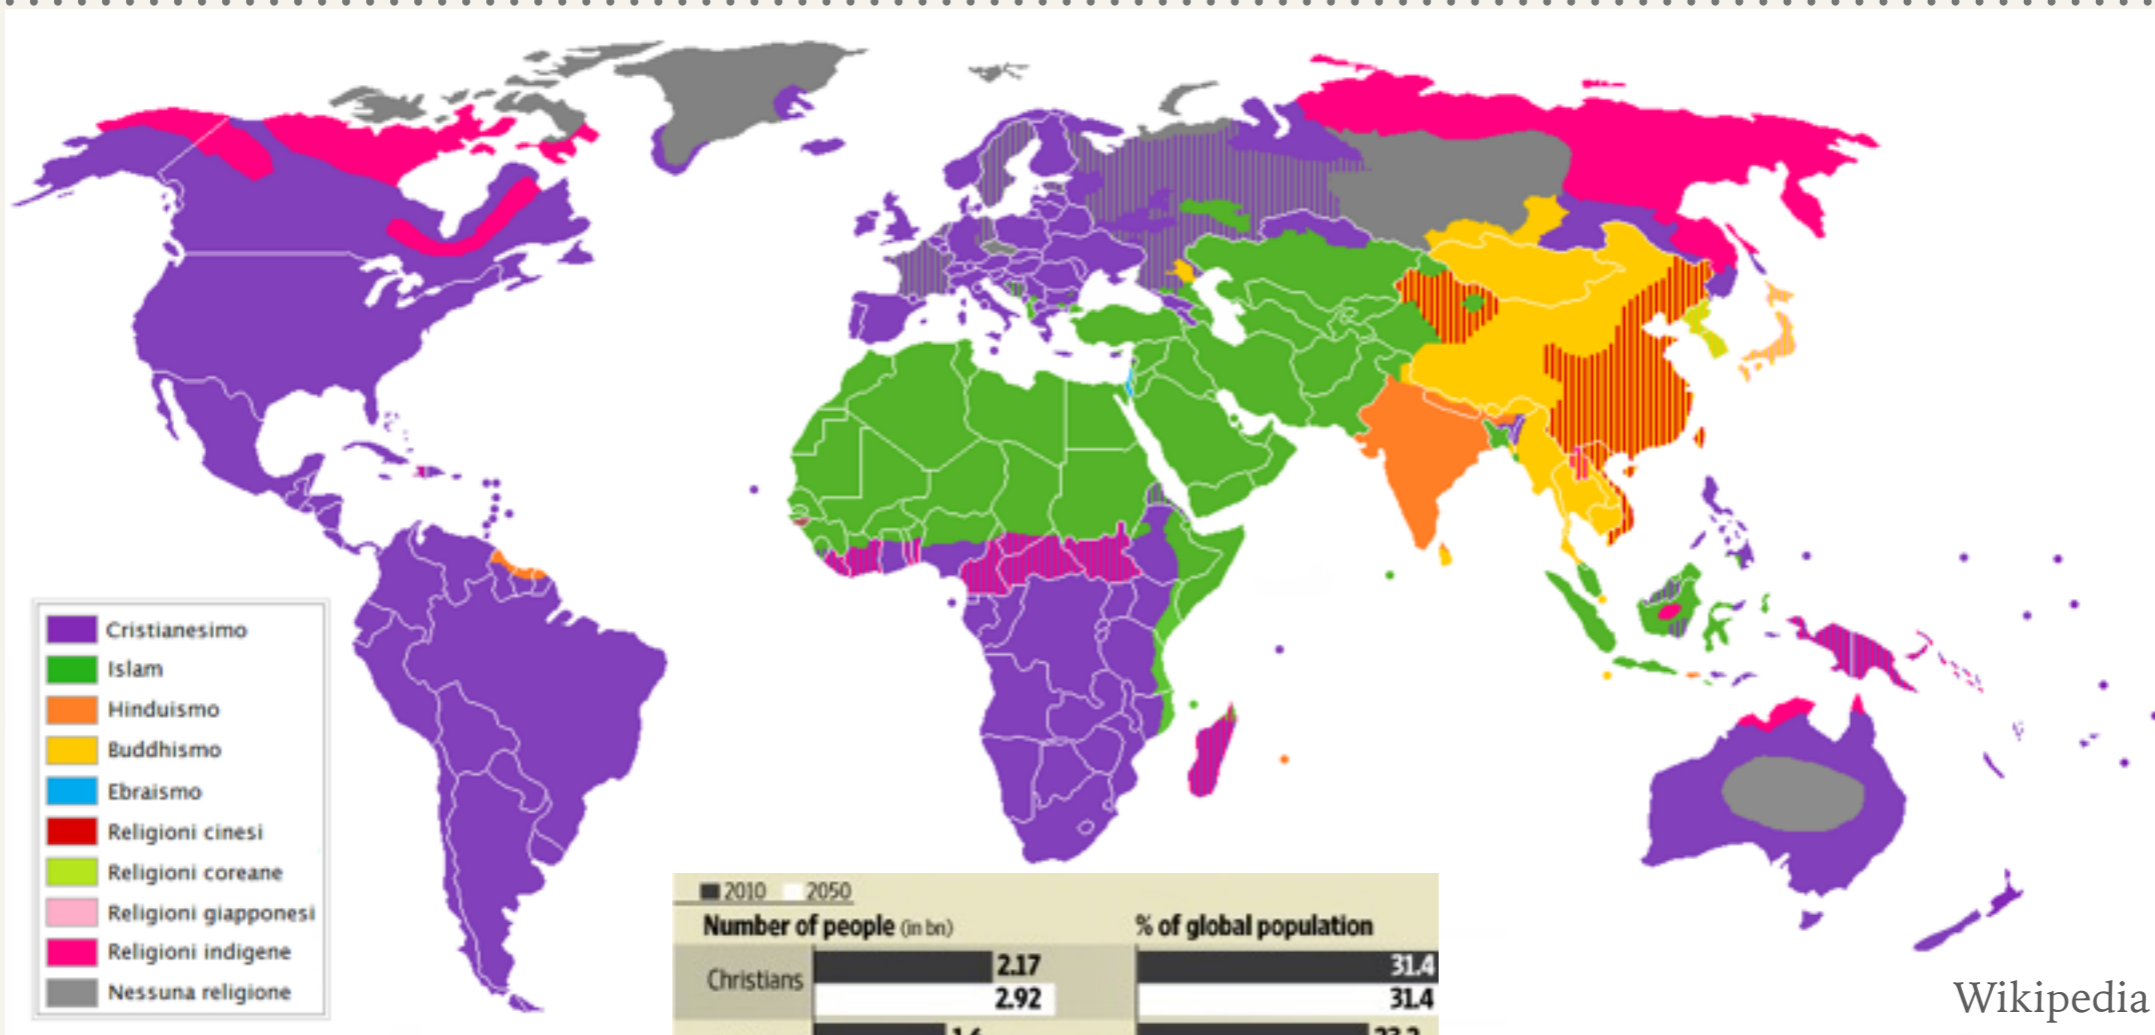 Cristianesimo
Islam
Hinduismo
Buddhismo
Ebraismo
Religioni cinesi
Religioni coreane
Religioni giapponesi
Religioni indigene
Nessuna religione
2010 2050
Number of people (in bn) % of global population
Christians 2.17 31.4
2.92 31.4
Wikipedia